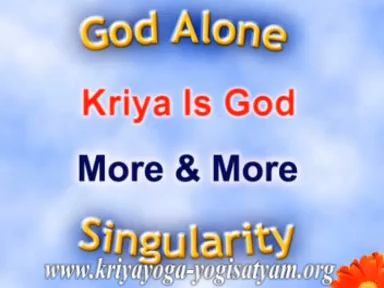 God Alone
Kriya Is God
More & More
Singularity
www.kriyayoga-yogisatyam.org